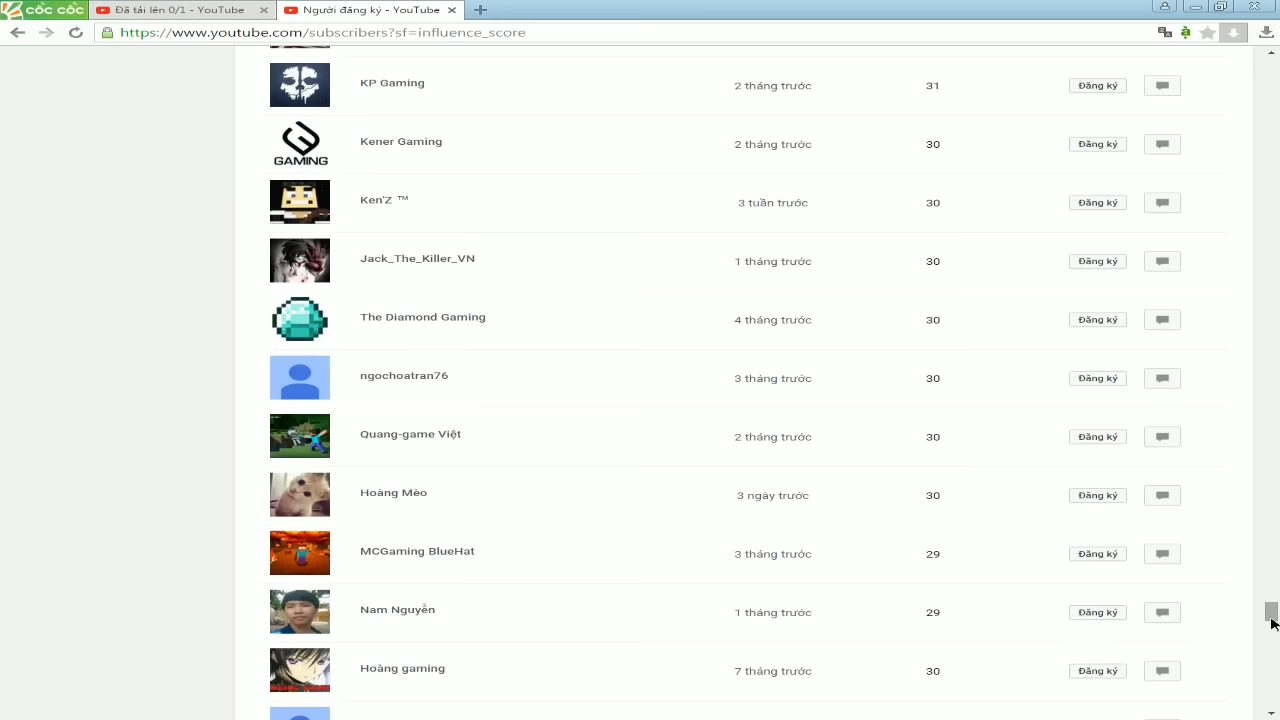 cốc cốc
Đã tải lên 0/1 - YouTube
Người đăng ký - YouTube
https://www.youtube.com/subscribers?sf=influence_score
KP Gaming 2 tháng trước 31 Đăng ký
GAMING
Kener Gaming 2 tháng trước 30 Đăng ký
Ken'Z ™ 3 tuần trước 30 Đăng ký
Jack_The_Killer_VN 1 tháng trước 30 Đăng ký
The Diamond Gaming 4 tháng trước 30 Đăng ký
ngochoatran76 3 tháng trước 30 Đăng ký
Quang-game Việt 2 tháng trước 30 Đăng ký
Hoàng Mèo 3 ngày trước 30 Đăng ký
MCGaming BlueHat 3 tháng trước 29 Đăng ký
Nam Nguyễn 1 tháng trước 29 Đăng ký
Hoàng gaming 7 tháng trước 30 Đăng ký